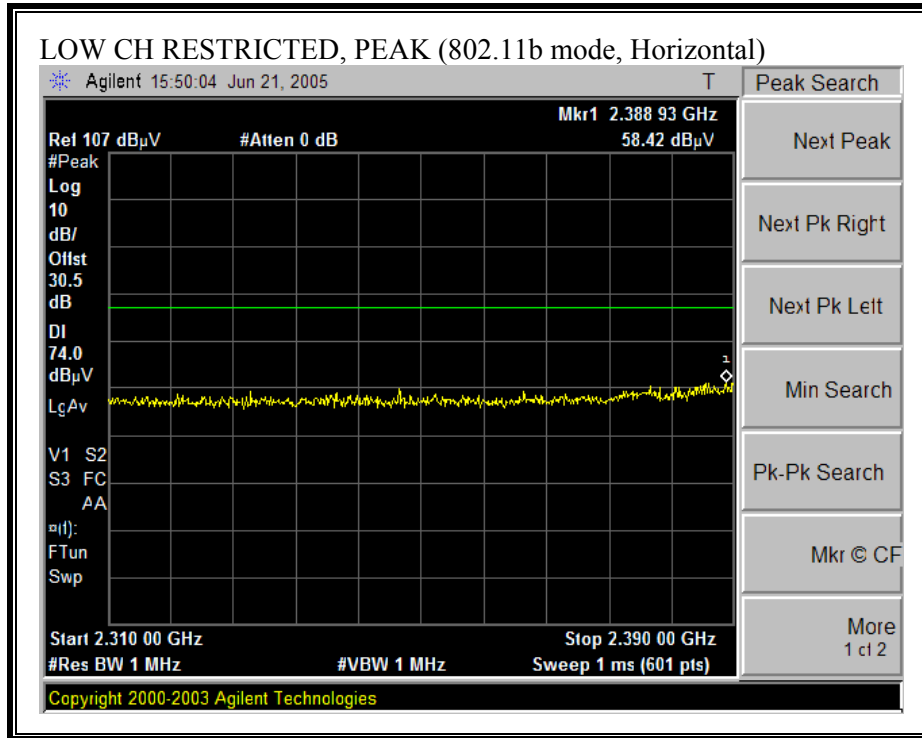 LOW CH RESTRICTED, PEAK (802.11b mode, Horizontal)
Agilent 15:50:04 Jun 21, 2005 T
Peak Search
Mkr1 2.388 93 GHz
Ref 107 dBµV #Atten 0 dB 58.42 dBµV
#Peak
Log
10
dB/
Offst
30.5
dB
DI
74.0
dBµV
LgAv
1
V1 S2
S3 FC
AA
¤(f):
FTun
Swp
Start 2.310 00 GHz Stop 2.390 00 GHz
#Res BW 1 MHz #VBW 1 MHz Sweep 1 ms (601 pts)
Copyright 2000-2003 Agilent Technologies
Next Peak
Next Pk Right
Next Pk Left
Min Search
Pk-Pk Search
Mkr © CF
More
1 of 2